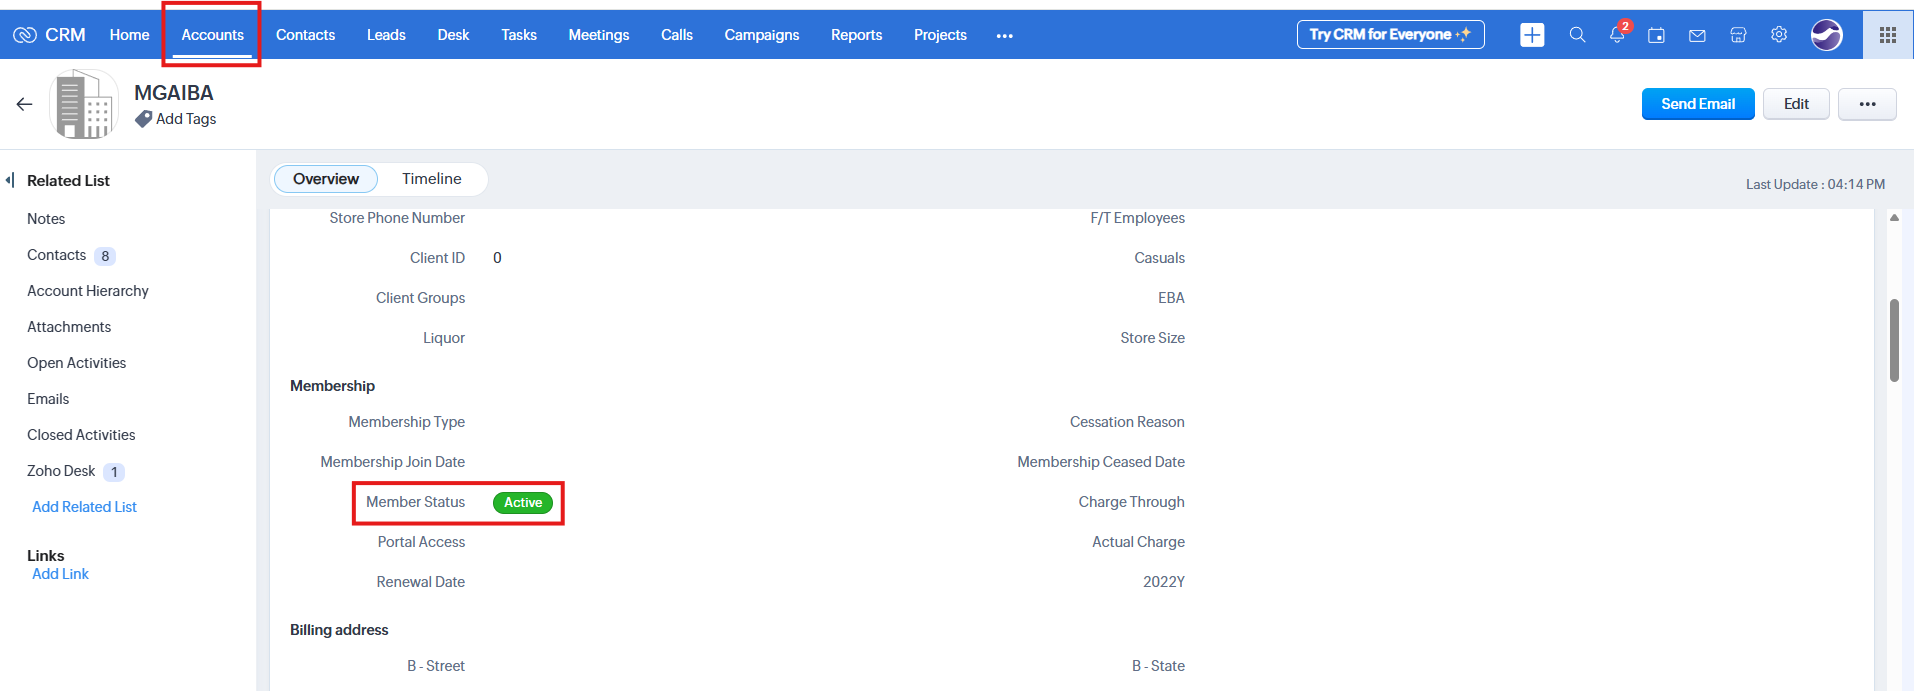 CRM Home Accounts Contacts Leads Desk Tasks Meetings Calls Campaigns Reports Projects ••• Try CRM for Everyone 2
MGAIBA
Add Tags
Send Email Edit •••
Related List
Notes
Contacts 8
Account Hierarchy
Attachments
Open Activities
Emails
Closed Activities
Zoho Desk 1
Add Related List
Links
Add Link
Overview Timeline
Last Update : 04:14 PM
Store Phone Number F/T Employees
Client ID 0 Casuals
Client Groups EBA
Liquor Store Size
Membership
Membership Type Cessation Reason
Membership Join Date Membership Ceased Date
Member Status Active Charge Through
Portal Access Actual Charge
Renewal Date 2022Y
Billing address
B - Street B - State